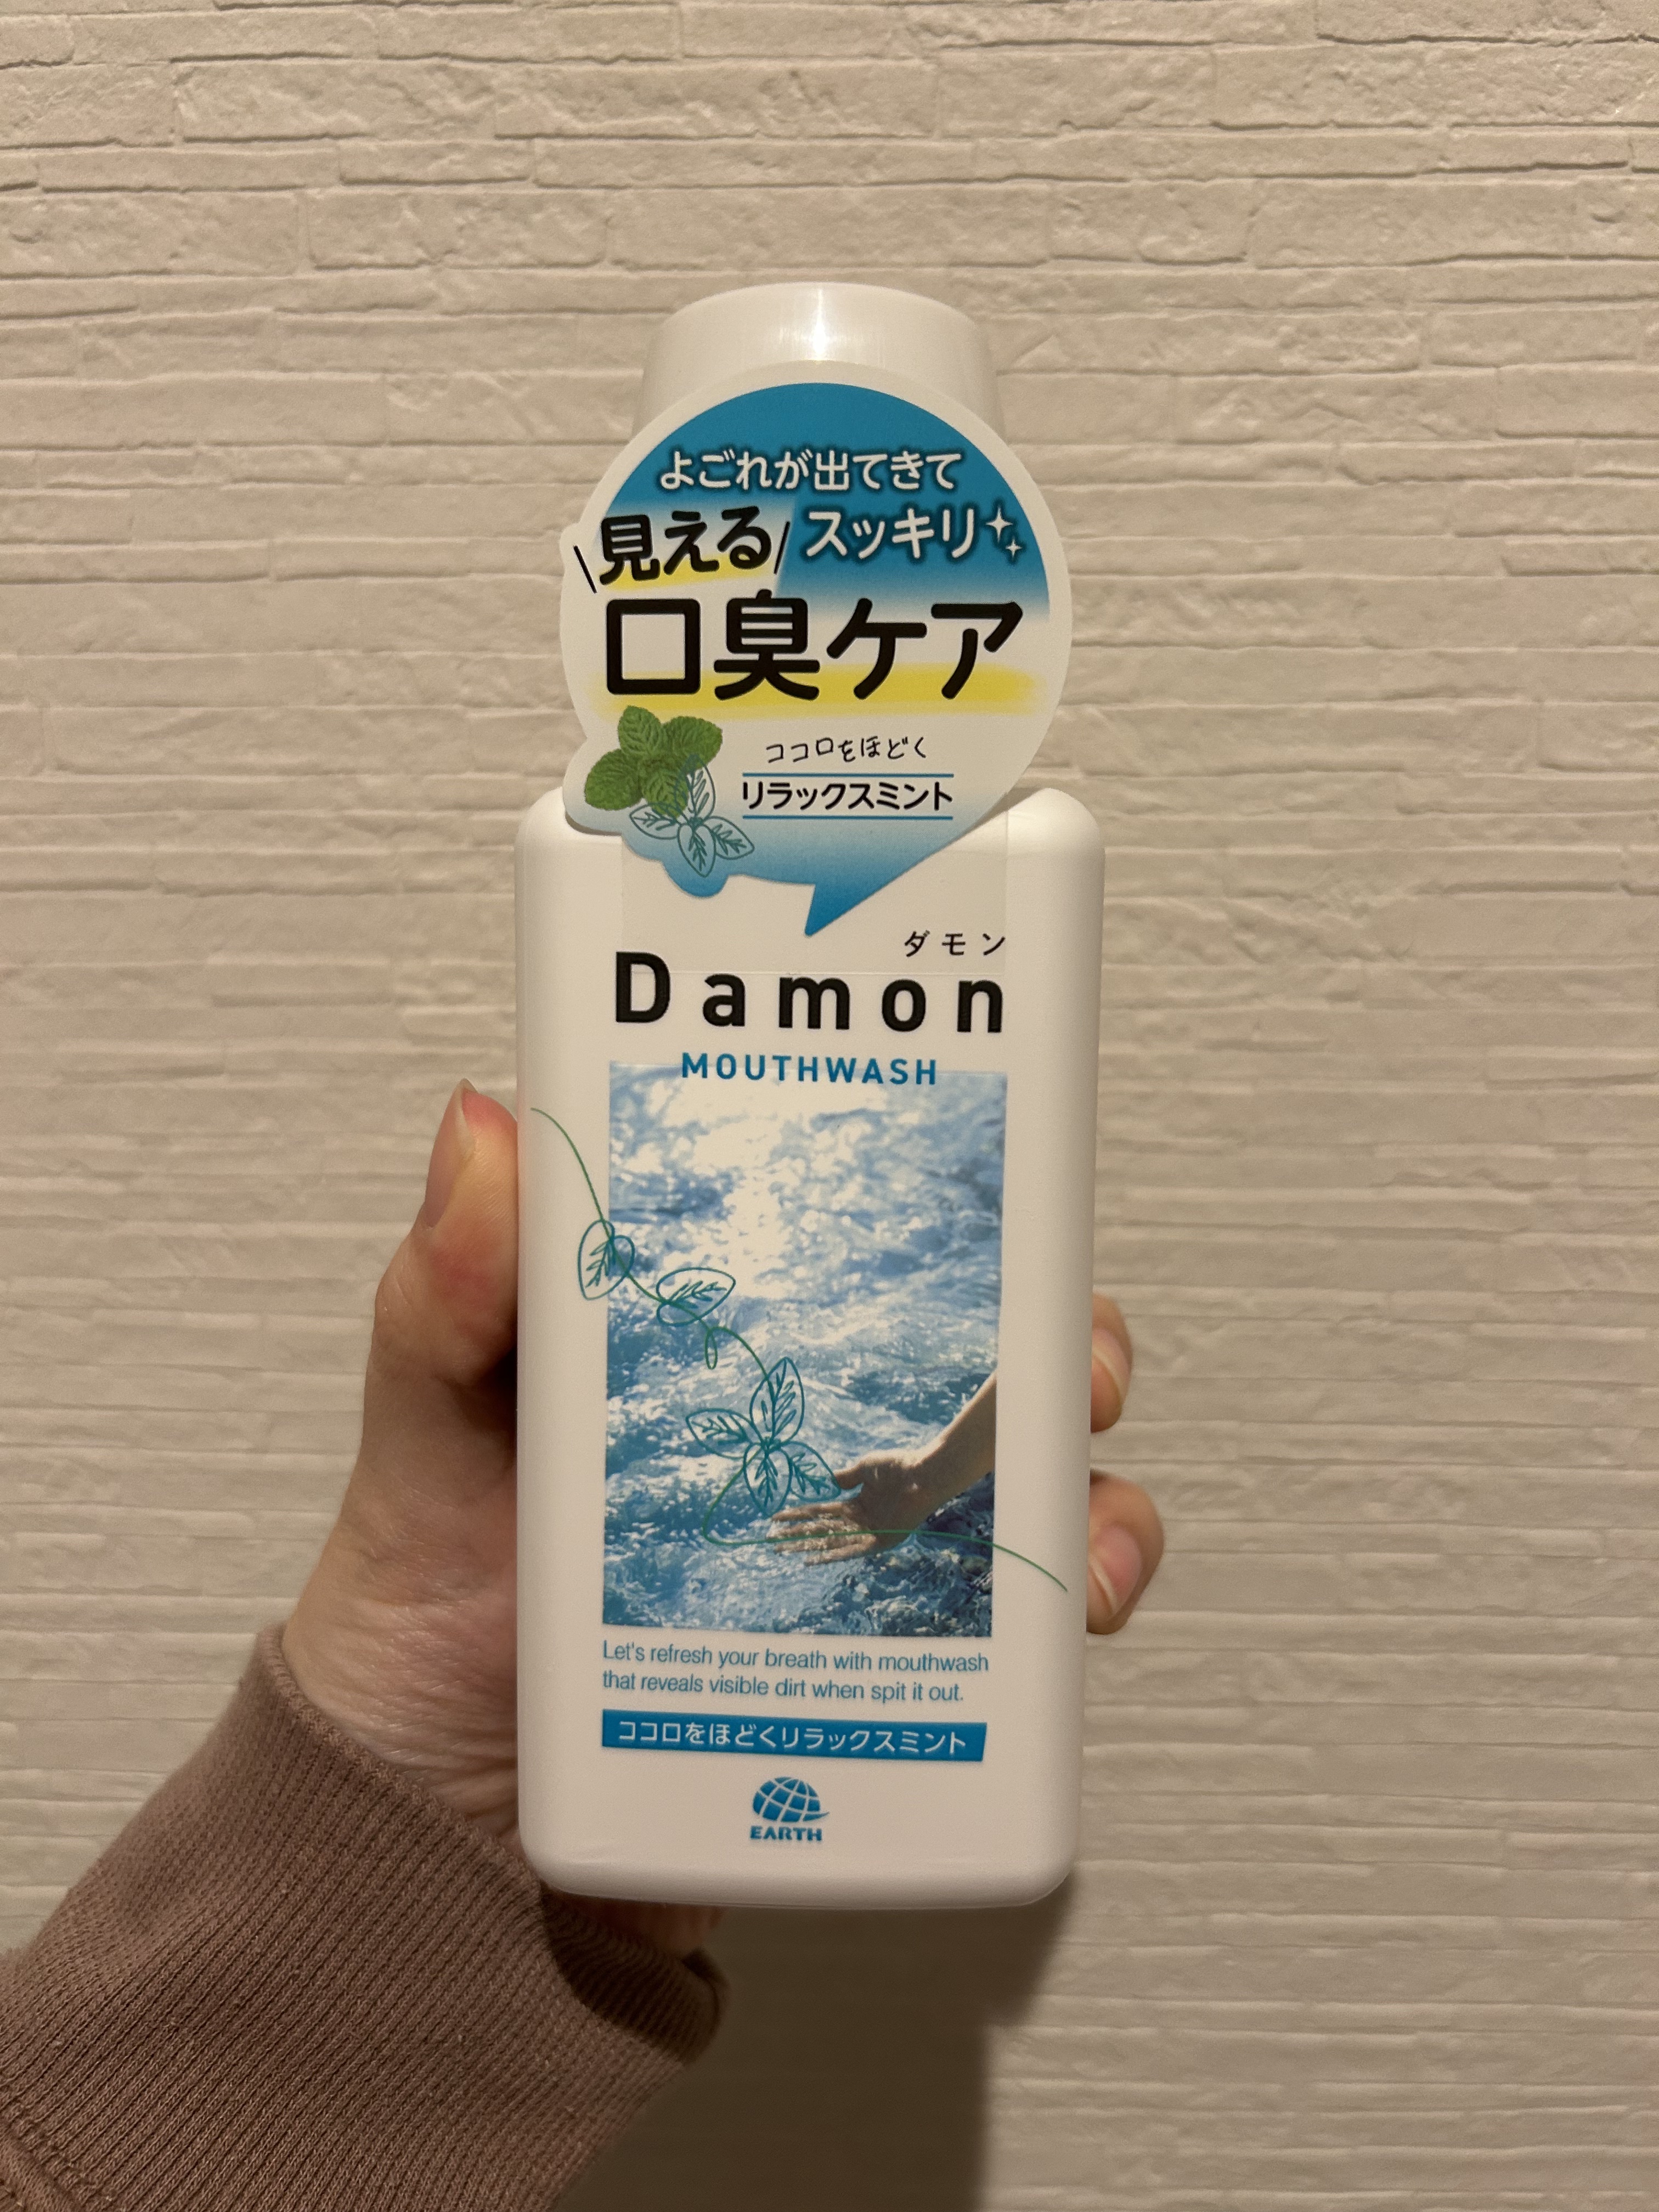 よごれが出てきて
見える スッキリ
口臭ケア
ココロをほどく
リラックスミント
ダモン
Damon
MOUTHWASH
Let's refresh your breath with mouthwash
that reveals visible dirt when spit it out.
ココロをほどくリラックスミント
EARTH